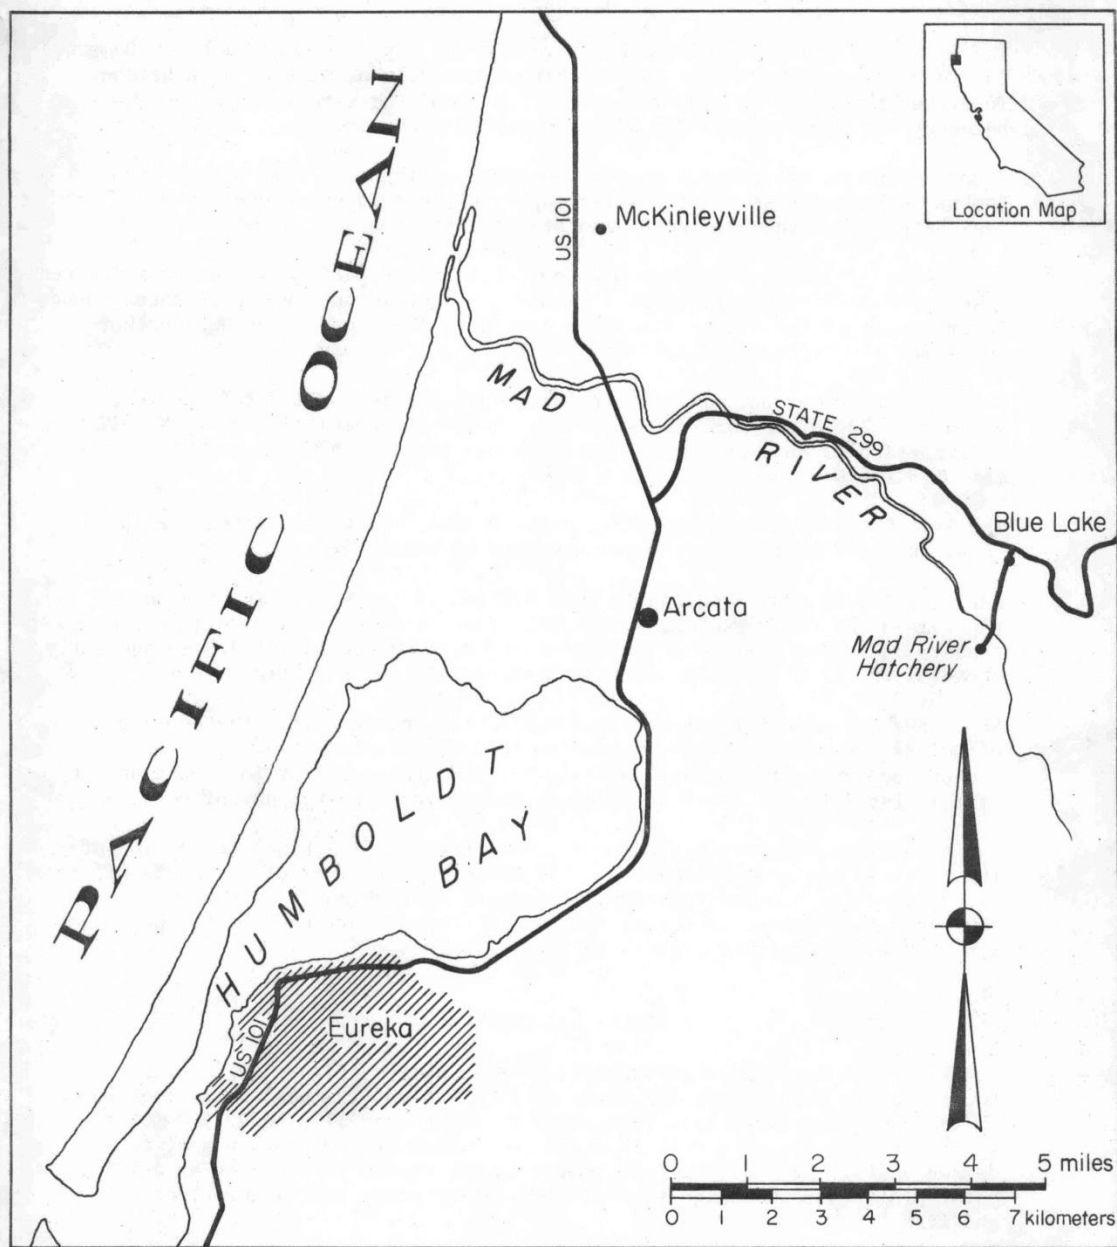 PACIFIC OCEAN
Location Map
US 101
McKinleyville
MAD
RIVER
STATE 299
Blue Lake
Arcata
Mad River
Hatchery
HUMBOLDT
BAY
US 101
Eureka
0 1 2 3 4 5 miles
0 1 2 3 4 5 6 7 kilometers